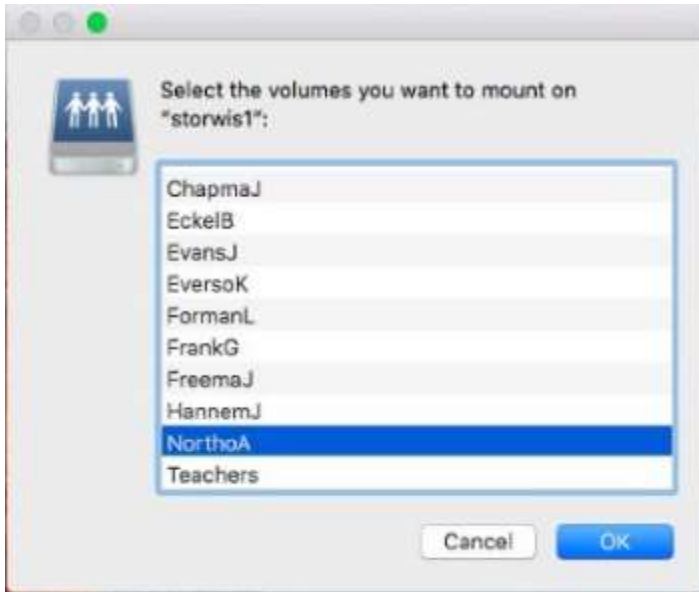 Select the volumes you want to mount on
"storwis1":
ChapmaJ
EckelB
EvansJ
EversoK
FormanL
FrankG
FreemaJ
HannemJ
NorthoA
Teachers
Cancel OK